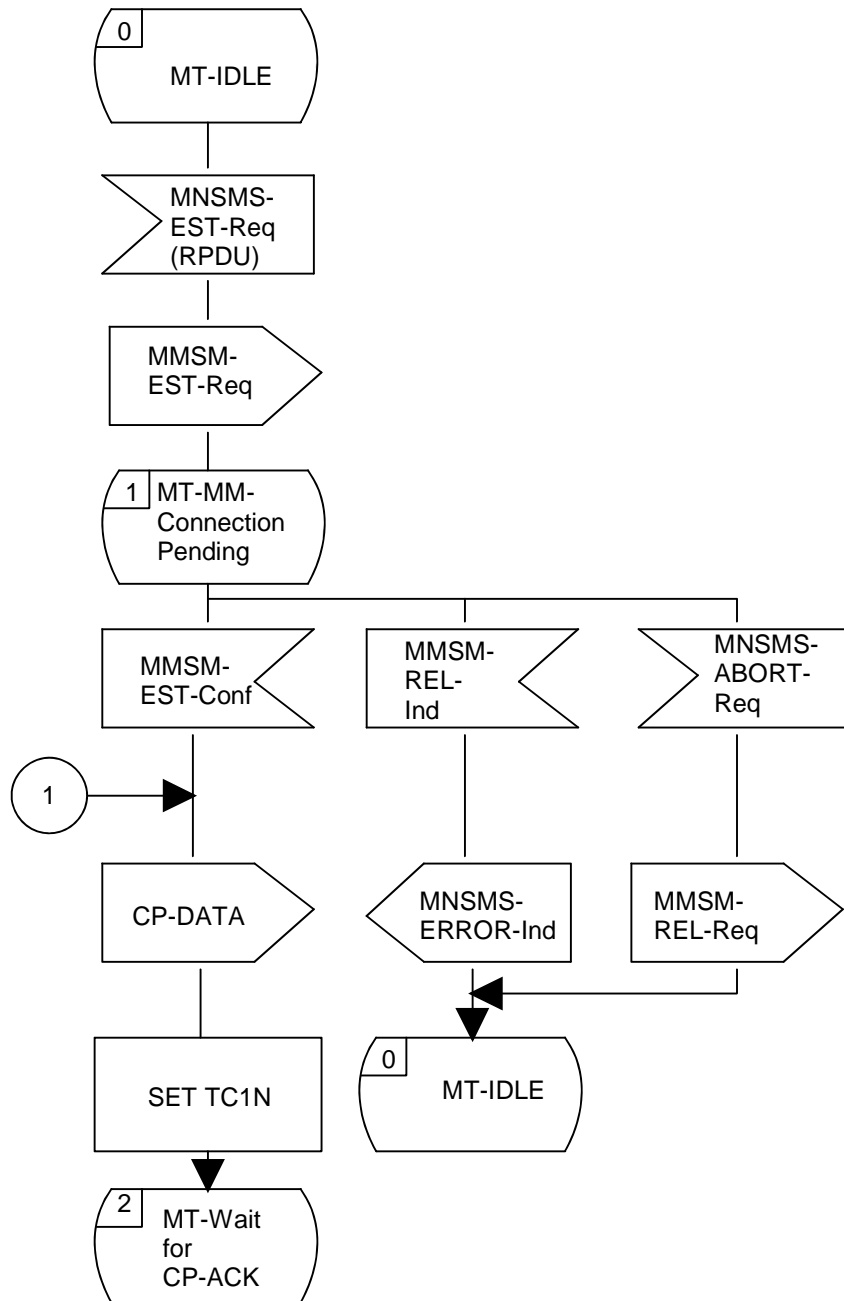 0
MT-IDLE
MNSMS-
EST-Req
(RPDU)
MMSM-
EST-Req
1
MT-MM-
Connection
Pending
MMSM-
EST-Conf
MMSM-
REL-
Ind
MNSMS-
ABORT-
Req
1
CP-DATA
MNSMS-
ERROR-Ind
MMSM-
REL-Req
SET TC1N
0
MT-IDLE
2
MT-Wait
for
CP-ACK